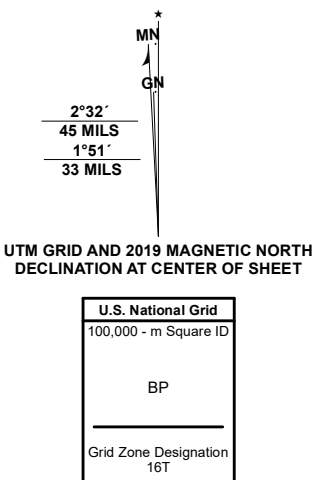 MN
GN
2°32´
45 MILS
1°51´
33 MILS
UTM GRID AND 2019 MAGNETIC NORTH
DECLINATION AT CENTER OF SHEET
U.S. National Grid
100,000 - m Square ID
BP
Grid Zone Designation
16T